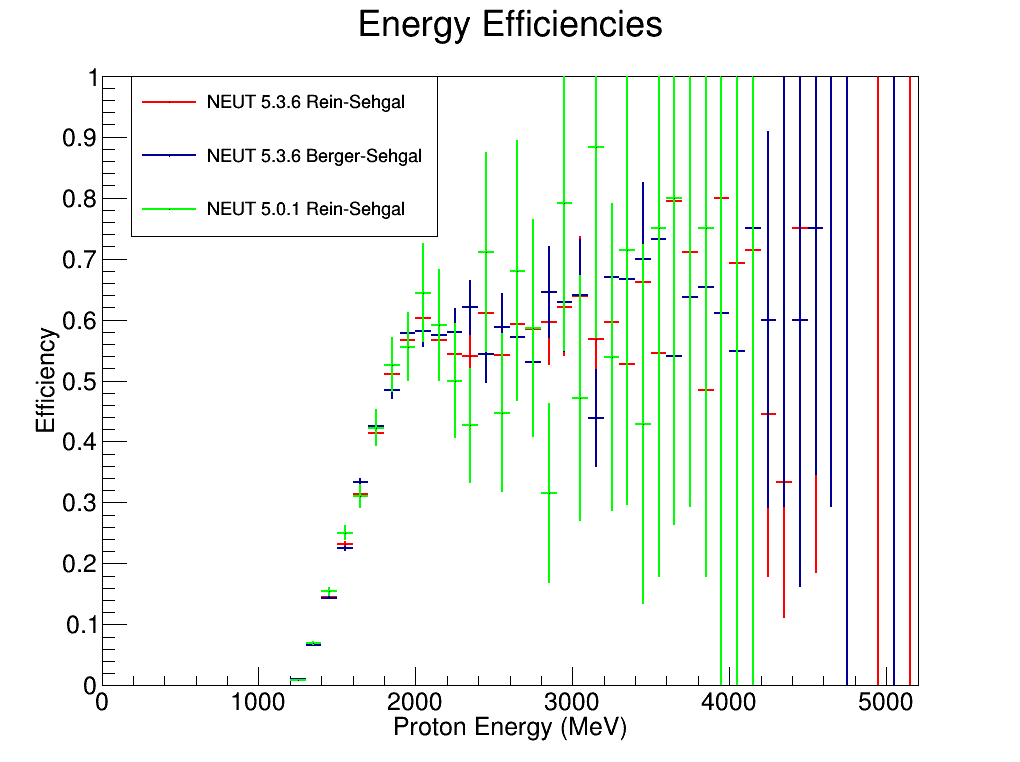 Energy Efficiencies
NEUT 5.3.6 Rein-Sehgal
NEUT 5.3.6 Berger-Sehgal
NEUT 5.0.1 Rein-Sehgal
Efficiency
1
0.9
0.8
0.7
0.6
0.5
0.4
0.3
0.2
0.1
0
0 1000 2000 3000 4000 5000
Proton Energy (MeV)